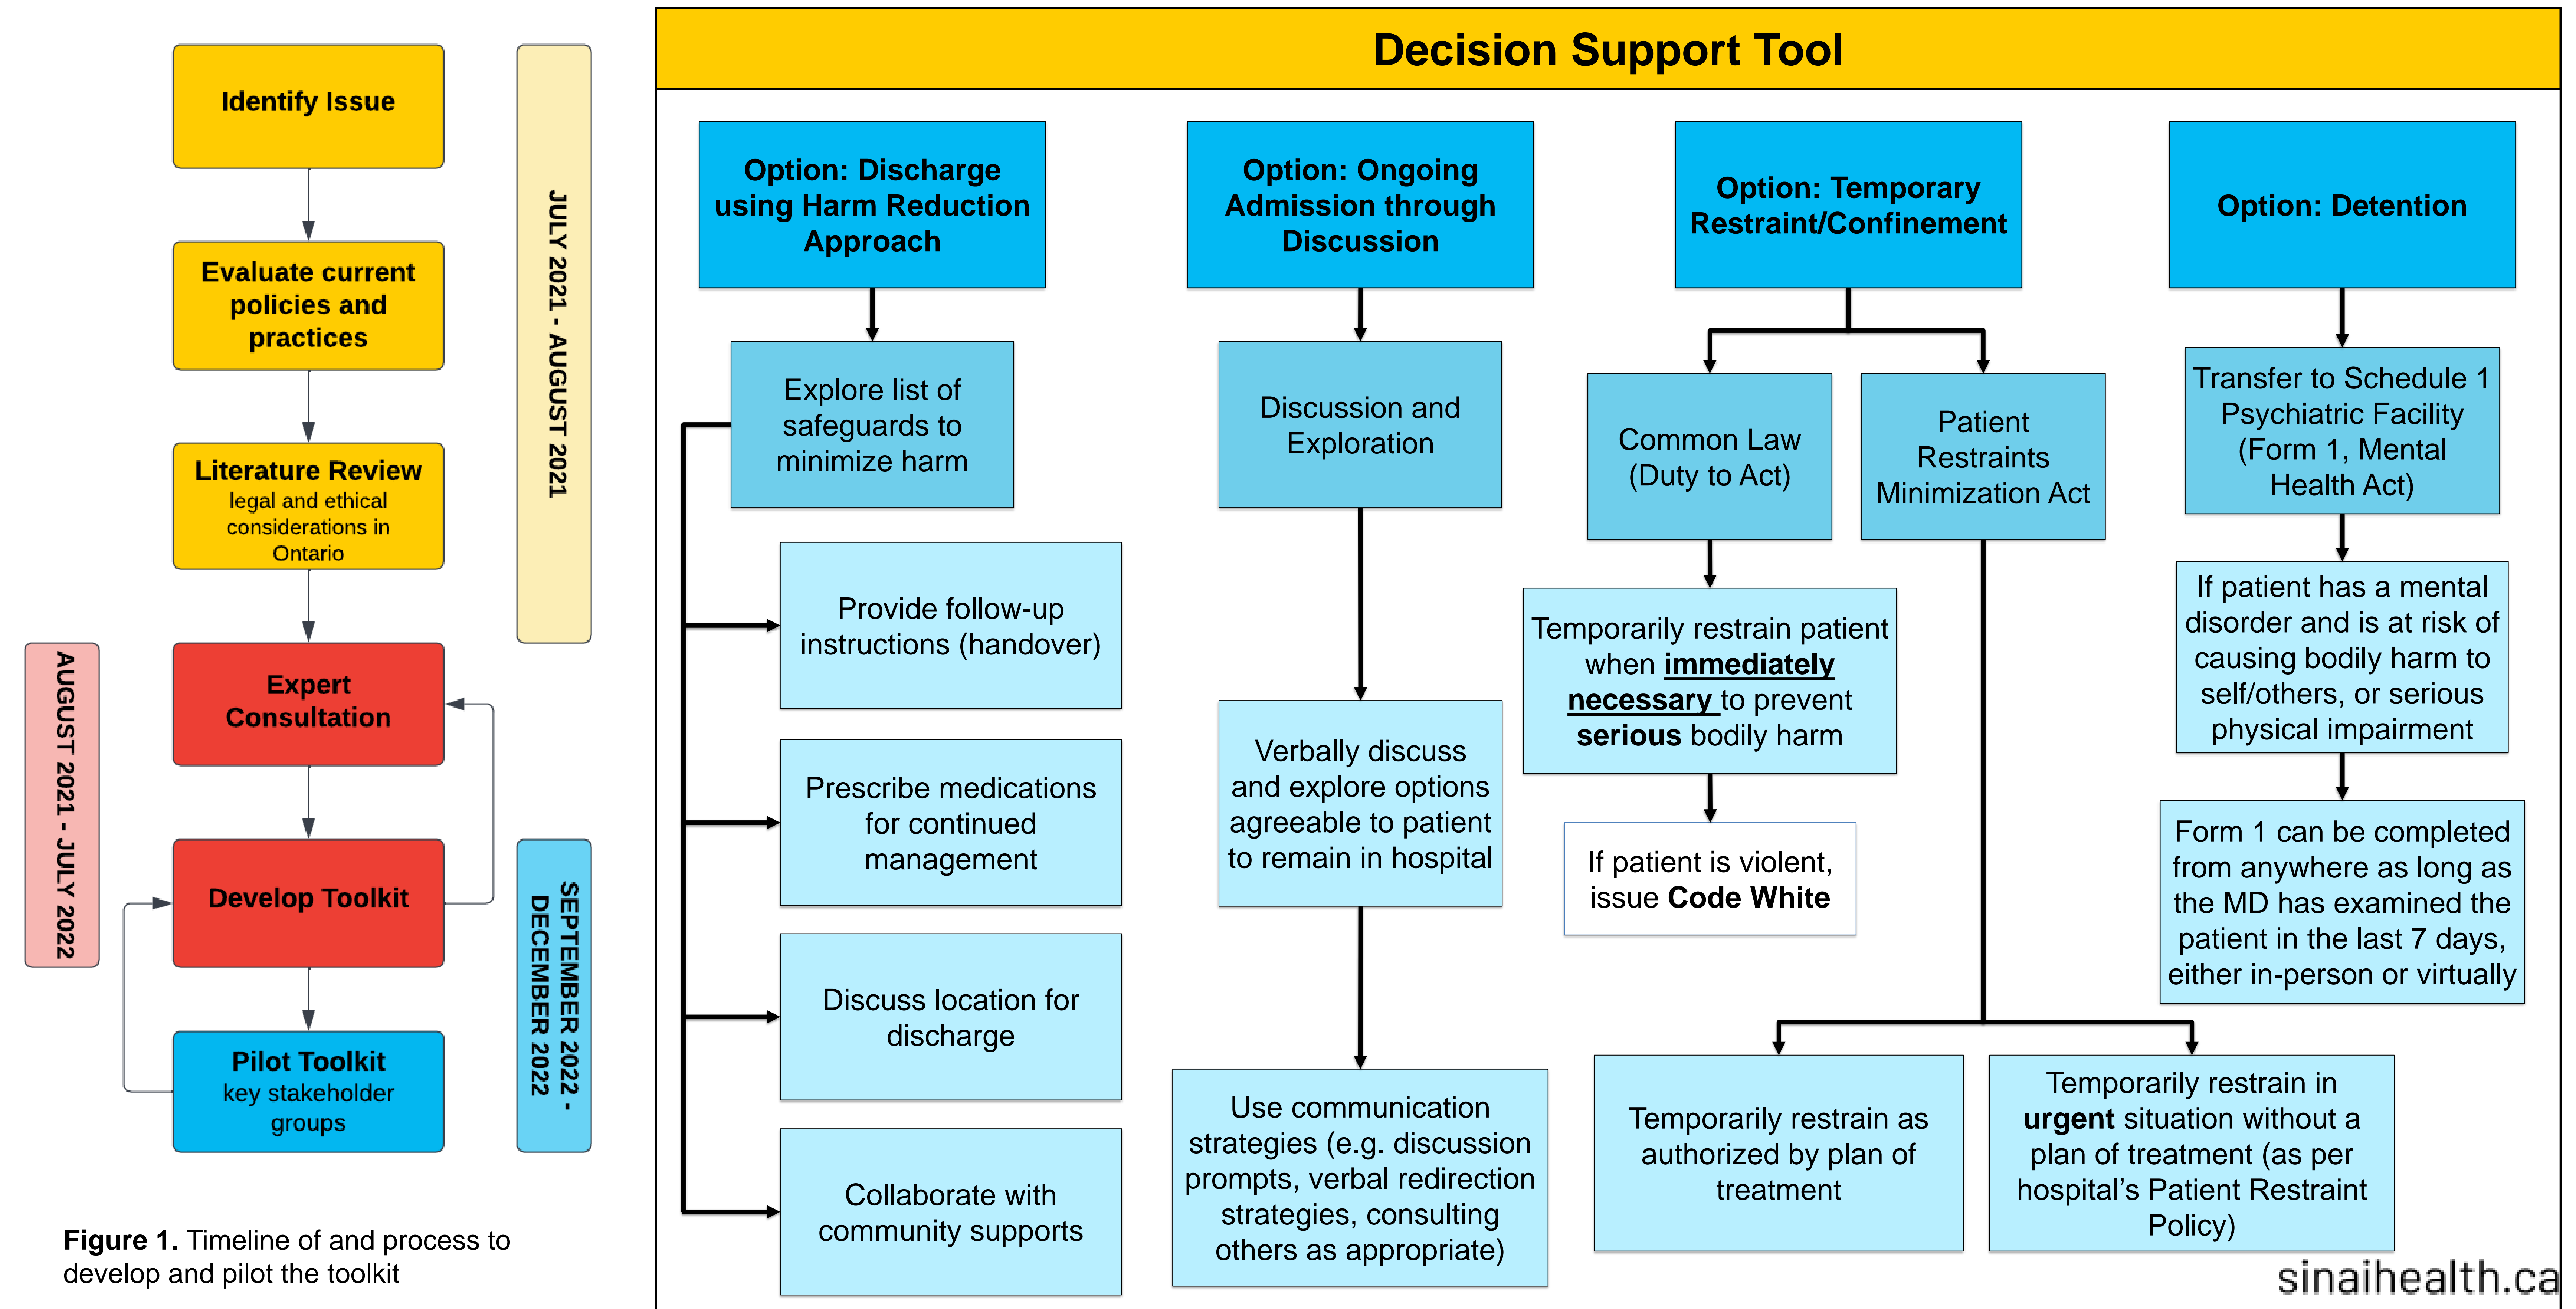 Identify Issue
Evaluate current
policies and
practices
Literature Review
legal and ethical
considerations in
Ontario
Expert
Consultation
Develop Toolkit
Pilot Toolkit
key stakeholder
groups
JULY 2021 - AUGUST 2021
AUGUST 2021 - JULY 2022
SEPTEMBER 2022 -
DECEMBER 2022
Figure 1. Timeline of and process to
develop and pilot the toolkit
Decision Support Tool
Option: Discharge
using Harm Reduction
Approach
Explore list of
safeguards to
minimize harm
Provide follow-up
instructions (handover)
Prescribe medications
for continued
management
Discuss location for
discharge
Collaborate with
community supports
Option: Ongoing
Admission through
Discussion
Discussion and
Exploration
Verbally discuss
and explore options
agreeable to patient
to remain in hospital
Use communication
strategies (e.g. discussion
prompts, verbal redirection
strategies, consulting
others as appropriate)
Option: Temporary
Restraint/Confinement
Common Law
(Duty to Act)
Temporarily restrain patient
when immediately
necessary to prevent
serious bodily harm
If patient is violent,
issue Code White
Patient
Restraints
Minimization Act
Temporarily restrain as
authorized by plan of
treatment
Temporarily restrain in
urgent situation without a
plan of treatment (as per
hospital’s Patient Restraint
Policy)
Option: Detention
Transfer to Schedule 1
Psychiatric Facility
(Form 1, Mental
Health Act)
If patient has a mental
disorder and is at risk of
causing bodily harm to
self/others, or serious
physical impairment
Form 1 can be completed
from anywhere as long as
the MD has examined the
patient in the last 7 days,
either in-person or virtually
sinaihealth.ca